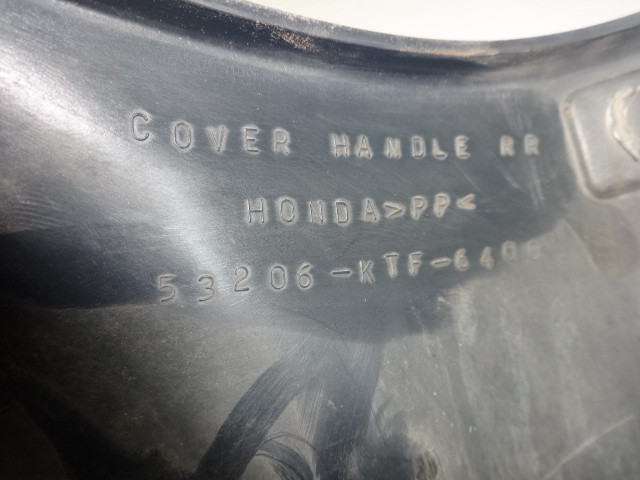 COVER HANDLE RR
HONDA>PP<
53206-KTF-640